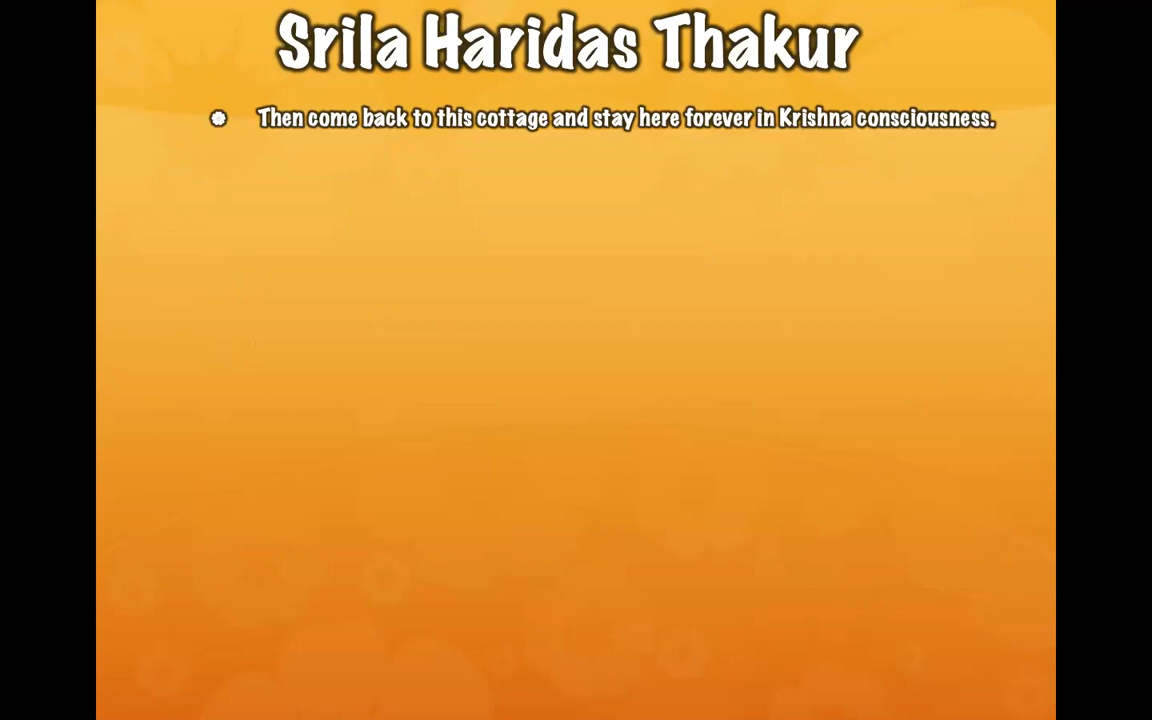 Srila Haridas Thakur
Then come back to this cottage and stay here forever in Krishna consciousness.